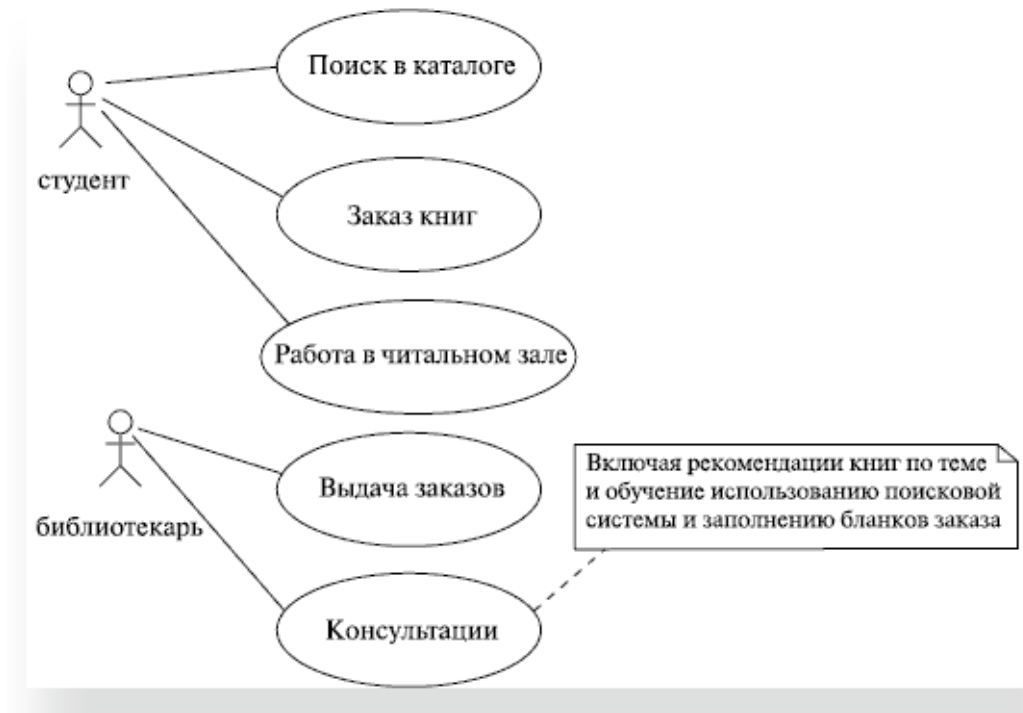 Поиск в каталоге
студент
Заказ книг
Работа в читальном зале
Выдача заказов
библиотекарь
Включая рекомендации книг по теме
и обучение использованию поисковой
системы и заполнению бланков заказа
Консультации